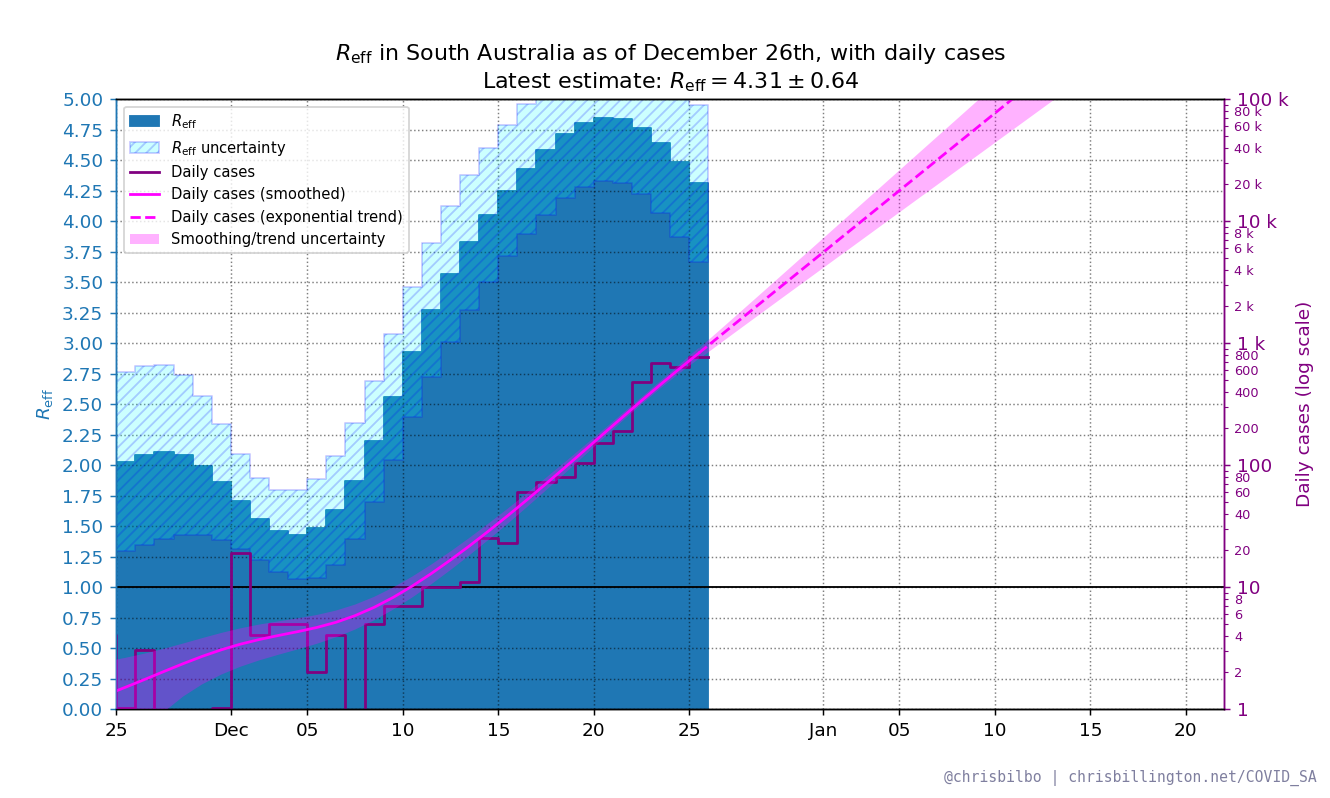 Reff in South Australia as of December 26th, with daily cases
Latest estimate: Reff = 4.31 ± 0.64
Reff
Reff uncertainty
Daily cases
Daily cases (smoothed)
Daily cases (exponential trend)
Smoothing/trend uncertainty
Reff
5.00
4.75
4.50
4.25
4.00
3.75
3.50
3.25
3.00
2.75
2.50
2.25
2.00
1.75
1.50
1.25
1.00
0.75
0.50
0.25
0.00
100 k
80 k
60 k
40 k
20 k
10 k
8 k
6 k
4 k
2 k
1 k
800
600
400
200
100
80
60
40
20
10
8
6
4
2
1
Daily cases (log scale)
25 Dec 05 10 15 20 25 Jan 05 10 15 20
@chrisbilbo | chrisbillington.net/COVID_SA